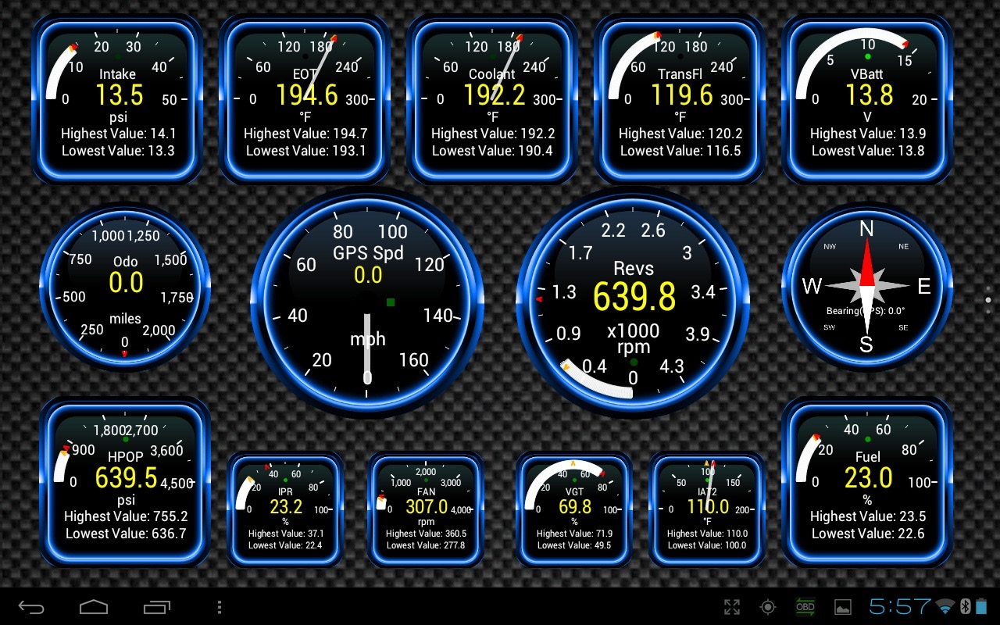 10 20 30 40
Intake
0 13.5 50
psi
Highest Value: 14.1
Lowest Value: 13.3
60 120 180 240
EOT
0 194.6 300
°F
Highest Value: 194.7
Lowest Value: 193.1
60 120 180 240
Coolant
0 192.2 300
°F
Highest Value: 192.2
Lowest Value: 190.4
60 120 180 240
TransFl
0 119.6 300
°F
Highest Value: 120.2
Lowest Value: 116.5
5 10 15
VBatt
0 13.8 20
V
Highest Value: 13.9
Lowest Value: 13.8
1,000 1,250
750 1,500
Odo
0.0
500 1,750
miles
250 2,000
0
80 100
GPS Spd
60 120
0.0
40 140
mph
20 160
0
2.2 2.6
1.7 3
Revs
1.3 639.8 3.4
x1000
0.9 3.9
rpm
0.4 4.3
0
N
NW NE
W E
Bearing(GPS): 0.0°
SW SE
S
1,800 2,700
900 3,600
HPOP
0 639.5 4,500
psi
Highest Value: 755.2
Lowest Value: 636.7
40 60
20 80
IPR
0 23.2 100
%
Highest Value: 37.1
Lowest Value: 22.4
2,000
1,000 3,000
FAN
0 307.0 4,000
rpm
Highest Value: 360.5
Lowest Value: 277.8
40 60
20 80
VGT
0 69.8 100
%
Highest Value: 71.9
Lowest Value: 49.5
100
50 150
IAT2
0 110.0 200
°F
Highest Value: 110.0
Lowest Value: 100.0
40 60
20 80
Fuel
0 23.0 100
%
Highest Value: 23.5
Lowest Value: 22.6
OBD 5:57